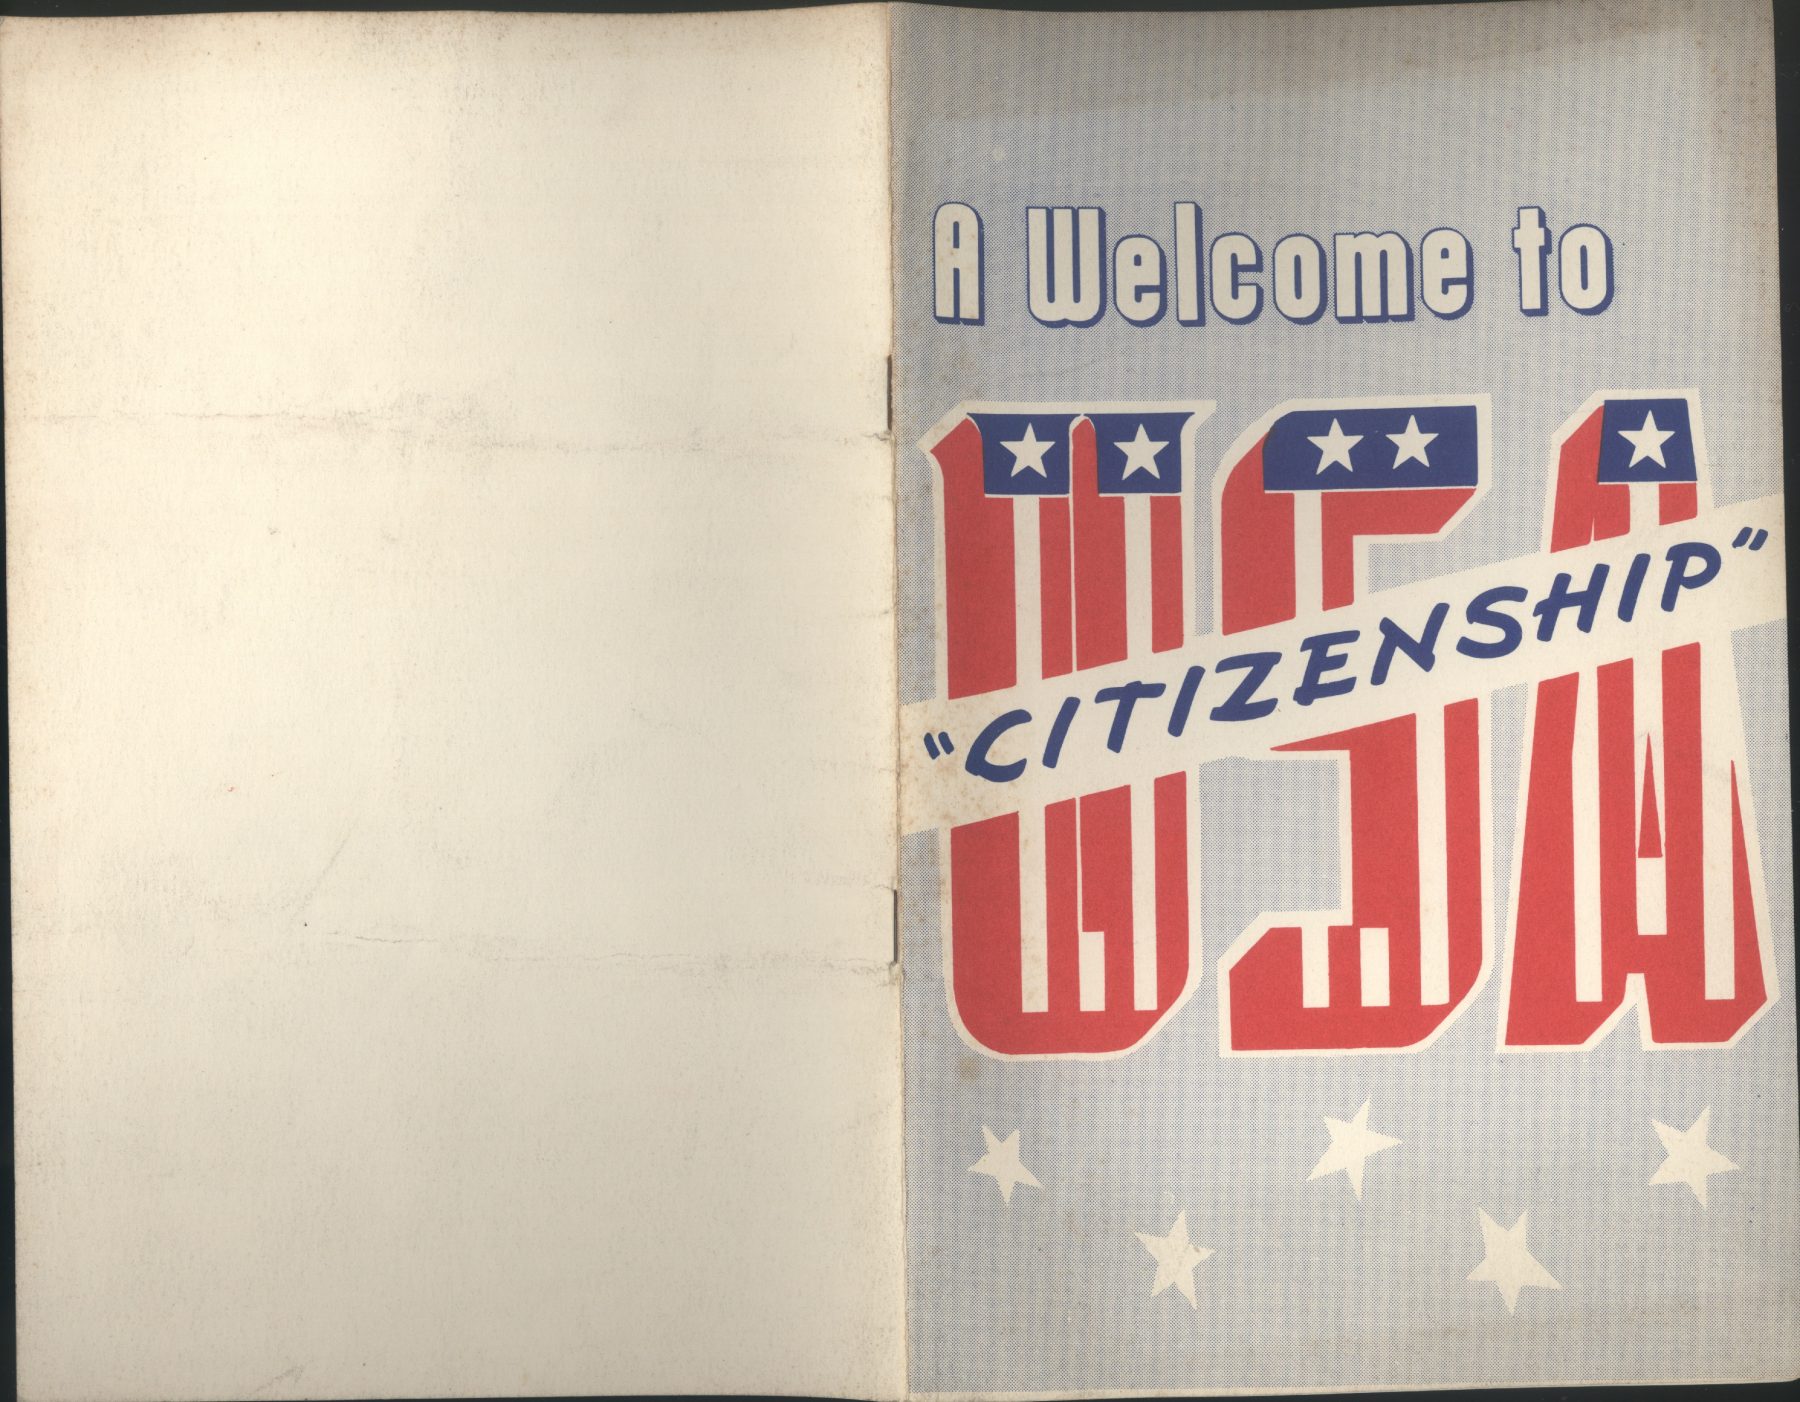 A Welcome to
USA
"CITIZENSHIP"